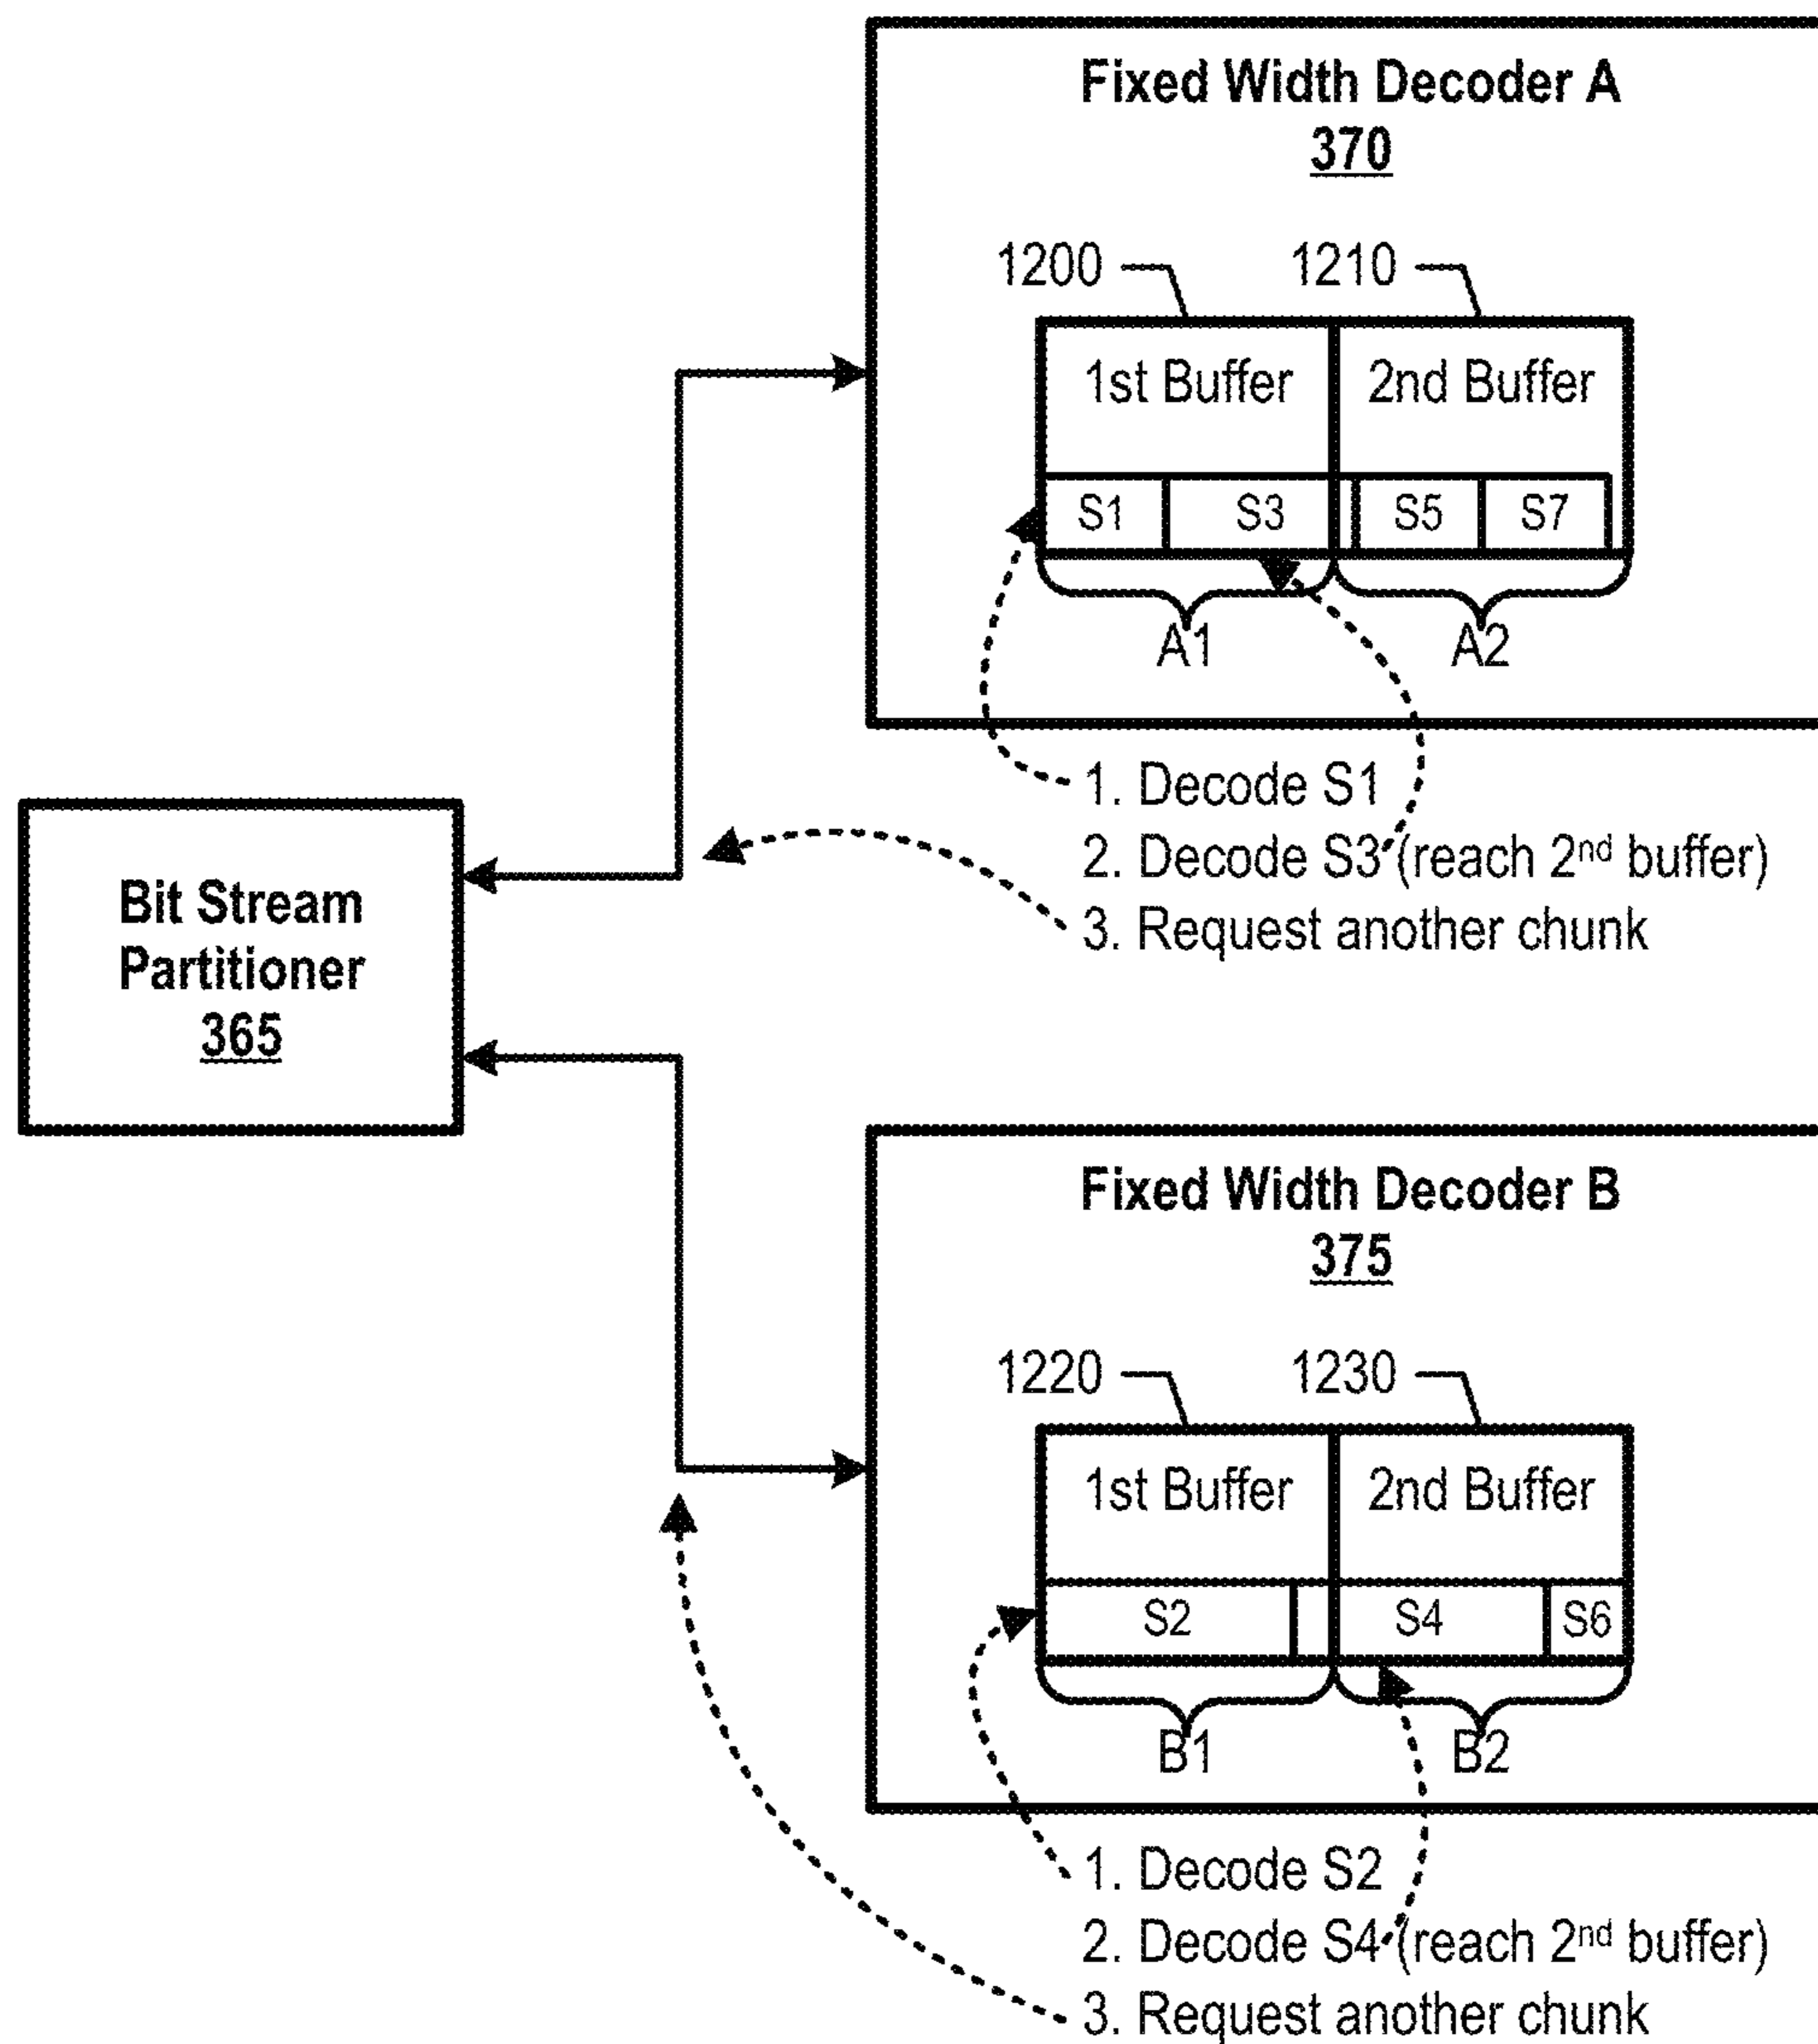 Fixed Width Decoder A
370
1200
1210
1st Buffer
2nd Buffer
S1
S3
S5
S7
A1
A2
1. Decode S1
2. Decode S3 (reach 2nd buffer)
3. Request another chunk
Bit Stream
Partitioner
365
Fixed Width Decoder B
375
1220
1230
1st Buffer
2nd Buffer
S2
S4
S6
B1
B2
1. Decode S2
2. Decode S4 (reach 2nd buffer)
3. Request another chunk